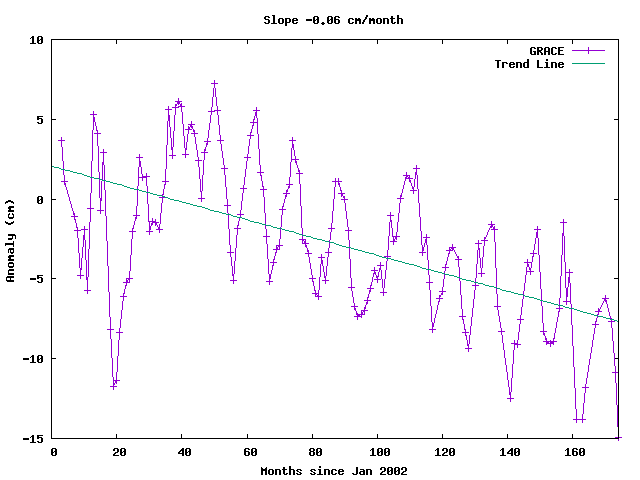 Slope -0.06 cm/month
10
5
0
-5
-10
-15
Anomaly (cm)
GRACE
Trend Line
0 20 40 60 80 100 120 140 160
Months since Jan 2002